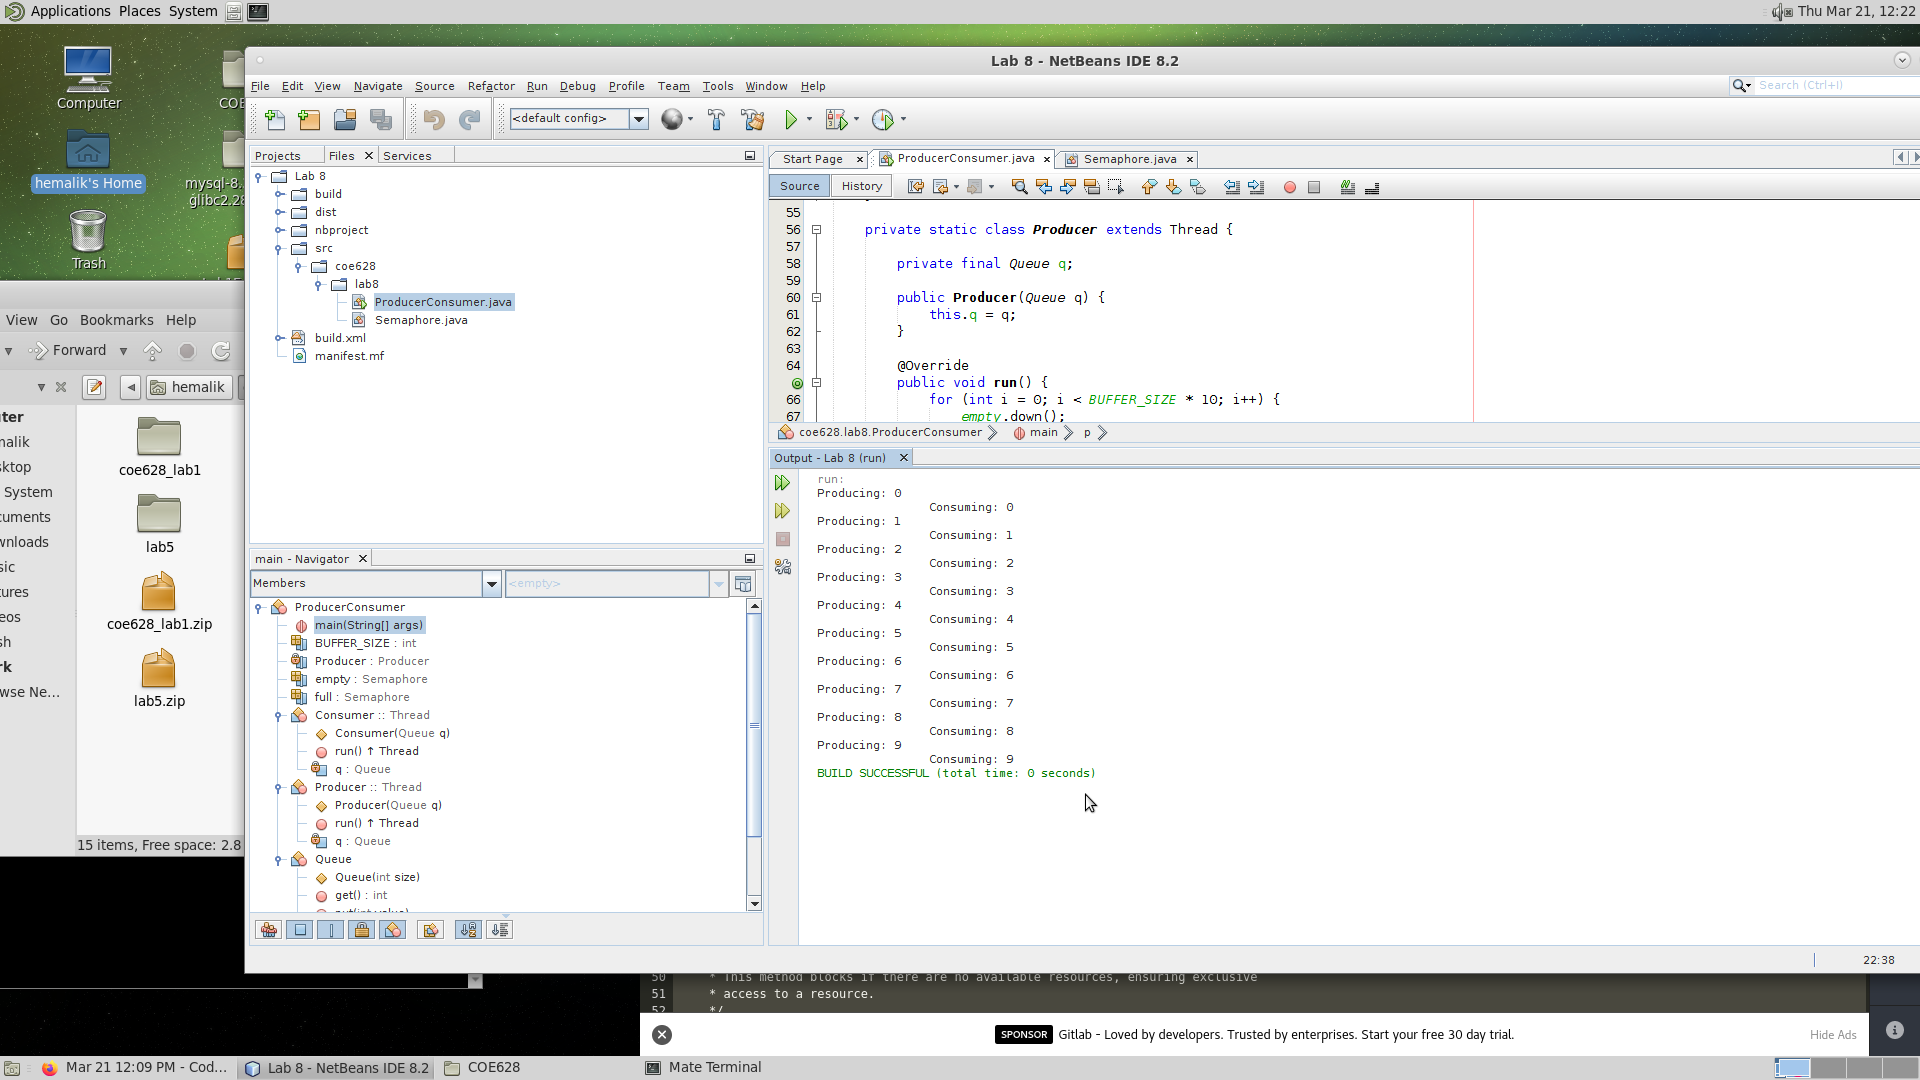 Applications Places System
Thu Mar 21, 12:22
Computer
hemalik's Home
Trash
COE
mysql-8.
glibc2.28
Lab 8 - NetBeans IDE 8.2
File Edit View Navigate Source Refactor Run Debug Profile Team Tools Window Help
Search (Ctrl+I)
<default config>
Projects Files Services
Lab 8
build
dist
nbproject
src
coe628
lab8
ProducerConsumer.java
Semaphore.java
build.xml
manifest.mf
View Go Bookmarks Help
Forward
hemalik
ter
malik
sktop
System
cuments
wnloads
sic
tures
eos
sh
rk
wse Ne...
coe628_lab1
lab5
coe628_lab1.zip
lab5.zip
15 items, Free space: 2.8
main - Navigator
Members
<empty>
ProducerConsumer
main(String[] args)
BUFFER_SIZE : int
Producer : Producer
empty : Semaphore
full : Semaphore
Consumer :: Thread
Consumer(Queue q)
run() ↑ Thread
q : Queue
Producer :: Thread
Producer(Queue q)
run() ↑ Thread
q : Queue
Queue
Queue(int size)
get() : int
put(int value)
Start Page ProducerConsumer.java Semaphore.java
Source History
55
56 private static class Producer extends Thread {
57
58 private final Queue q;
59
60 public Producer(Queue q) {
61 this.q = q;
62 }
63
64 @Override
public void run() {
66 for (int i = 0; i < BUFFER_SIZE * 10; i++) {
67 empty.down();
coe628.lab8.ProducerConsumer main p
Output - Lab 8 (run)
run:
Producing: 0
Consuming: 0
Producing: 1
Consuming: 1
Producing: 2
Consuming: 2
Producing: 3
Consuming: 3
Producing: 4
Consuming: 4
Producing: 5
Consuming: 5
Producing: 6
Consuming: 6
Producing: 7
Consuming: 7
Producing: 8
Consuming: 8
Producing: 9
Consuming: 9
BUILD SUCCESSFUL (total time: 0 seconds)
22:38
50 * This method blocks if there are no available resources, ensuring exclusive
51 * access to a resource.
52 */
SPONSOR Gitlab - Loved by developers. Trusted by enterprises. Start your free 30 day trial.
Hide Ads
Mar 21 12:09 PM - Cod...
Lab 8 - NetBeans IDE 8.2
COE628
Mate Terminal